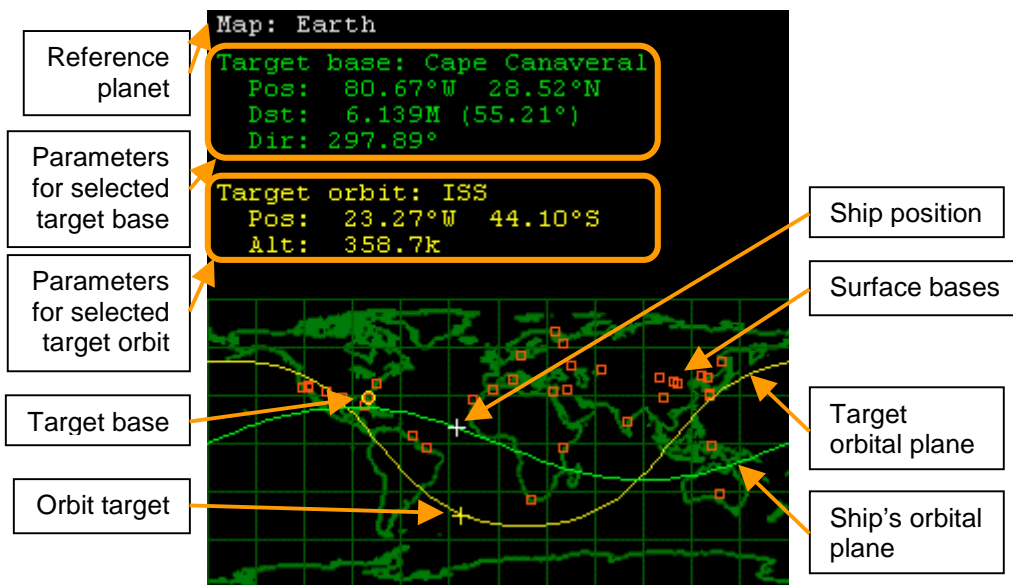 Map: Earth
Target base: Cape Canaveral
Pos: 80.67°W 28.52°N
Dst: 6.139M (55.21°)
Dir: 297.89°
Target orbit: ISS
Pos: 23.27°W 44.10°S
Alt: 358.7k
Reference
planet
Parameters
for selected
target base
Parameters
for selected
target orbit
Target base
Orbit target
Ship position
Surface bases
Target
orbital plane
Ship's orbital
plane